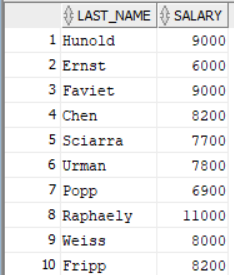 LAST_NAME SALARY
1 Hunold 9000
2 Ernst 6000
3 Faviet 9000
4 Chen 8200
5 Sciarra 7700
6 Urman 7800
7 Popp 6900
8 Raphaely 11000
9 Weiss 8000
10 Fripp 8200